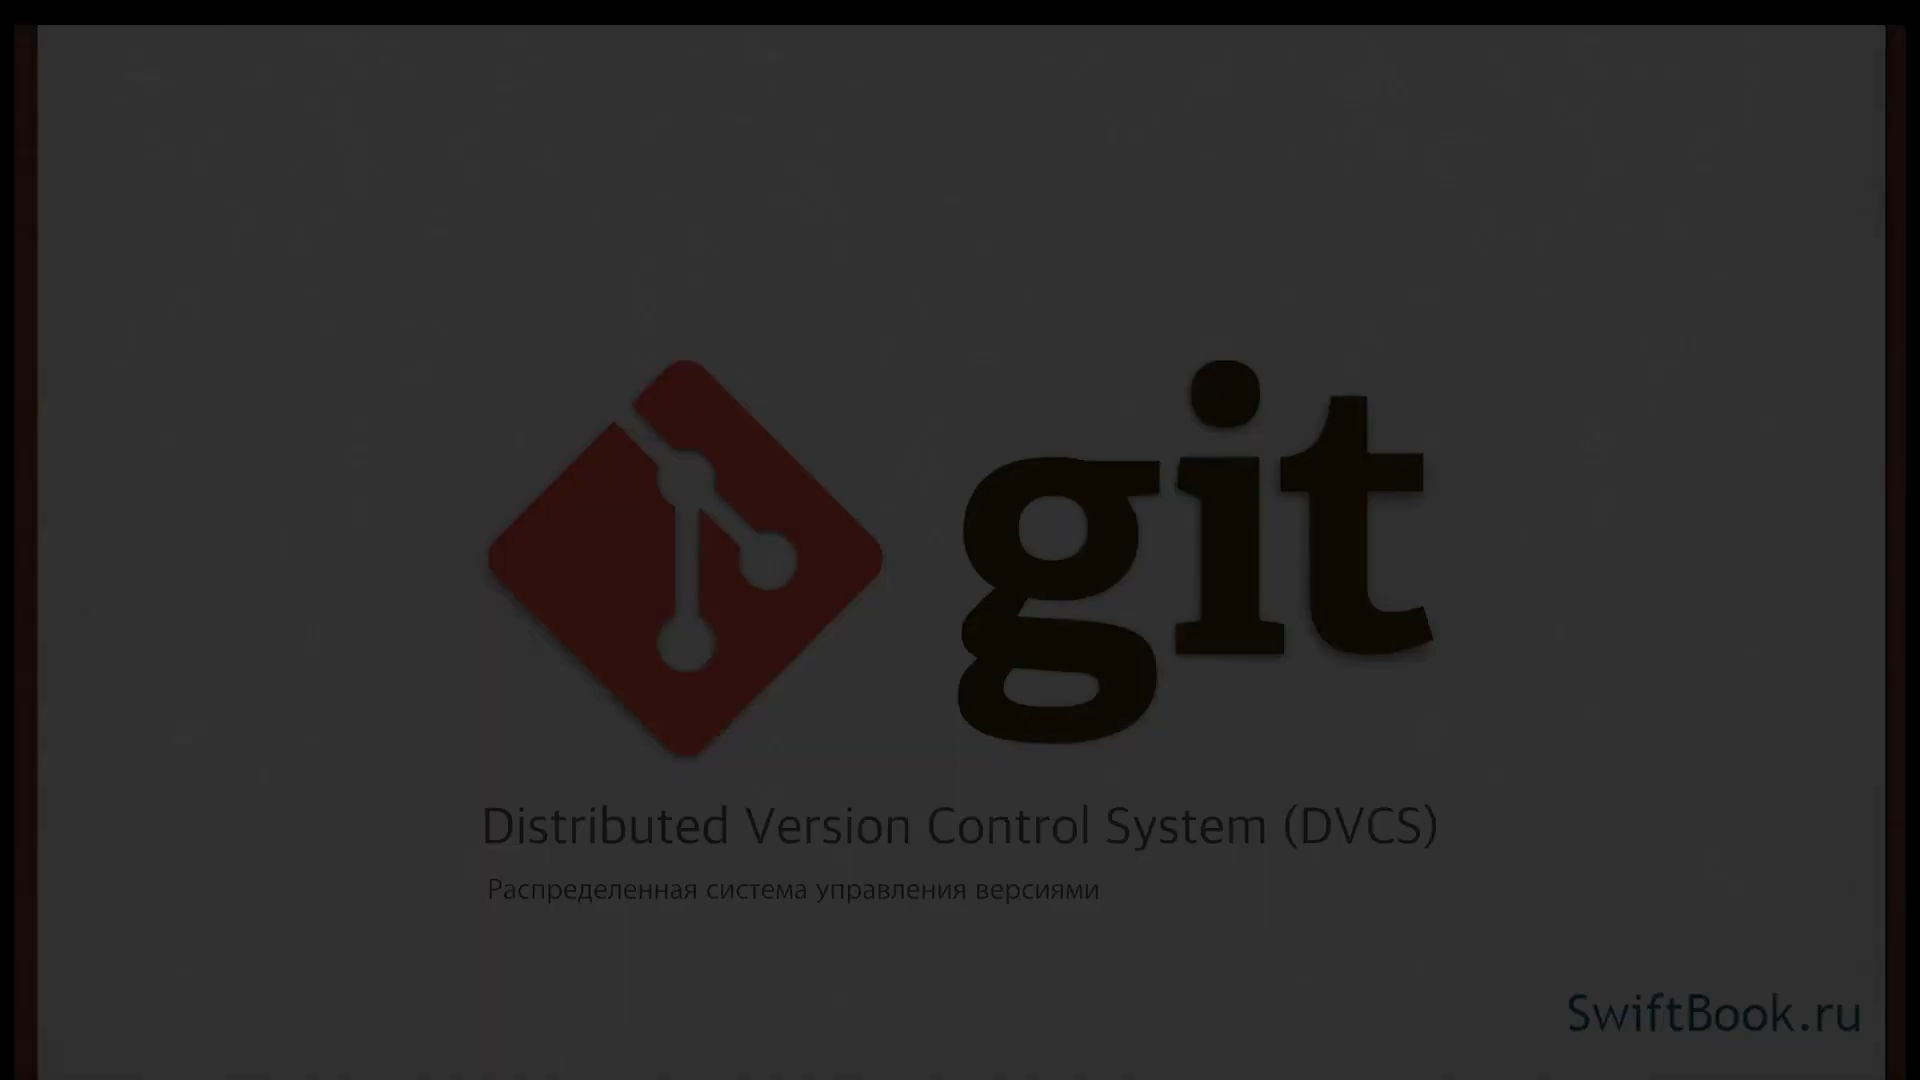 git
Distributed Version Control System (DVCS)
Распределенная система управления версиями
SwiftBook.ru